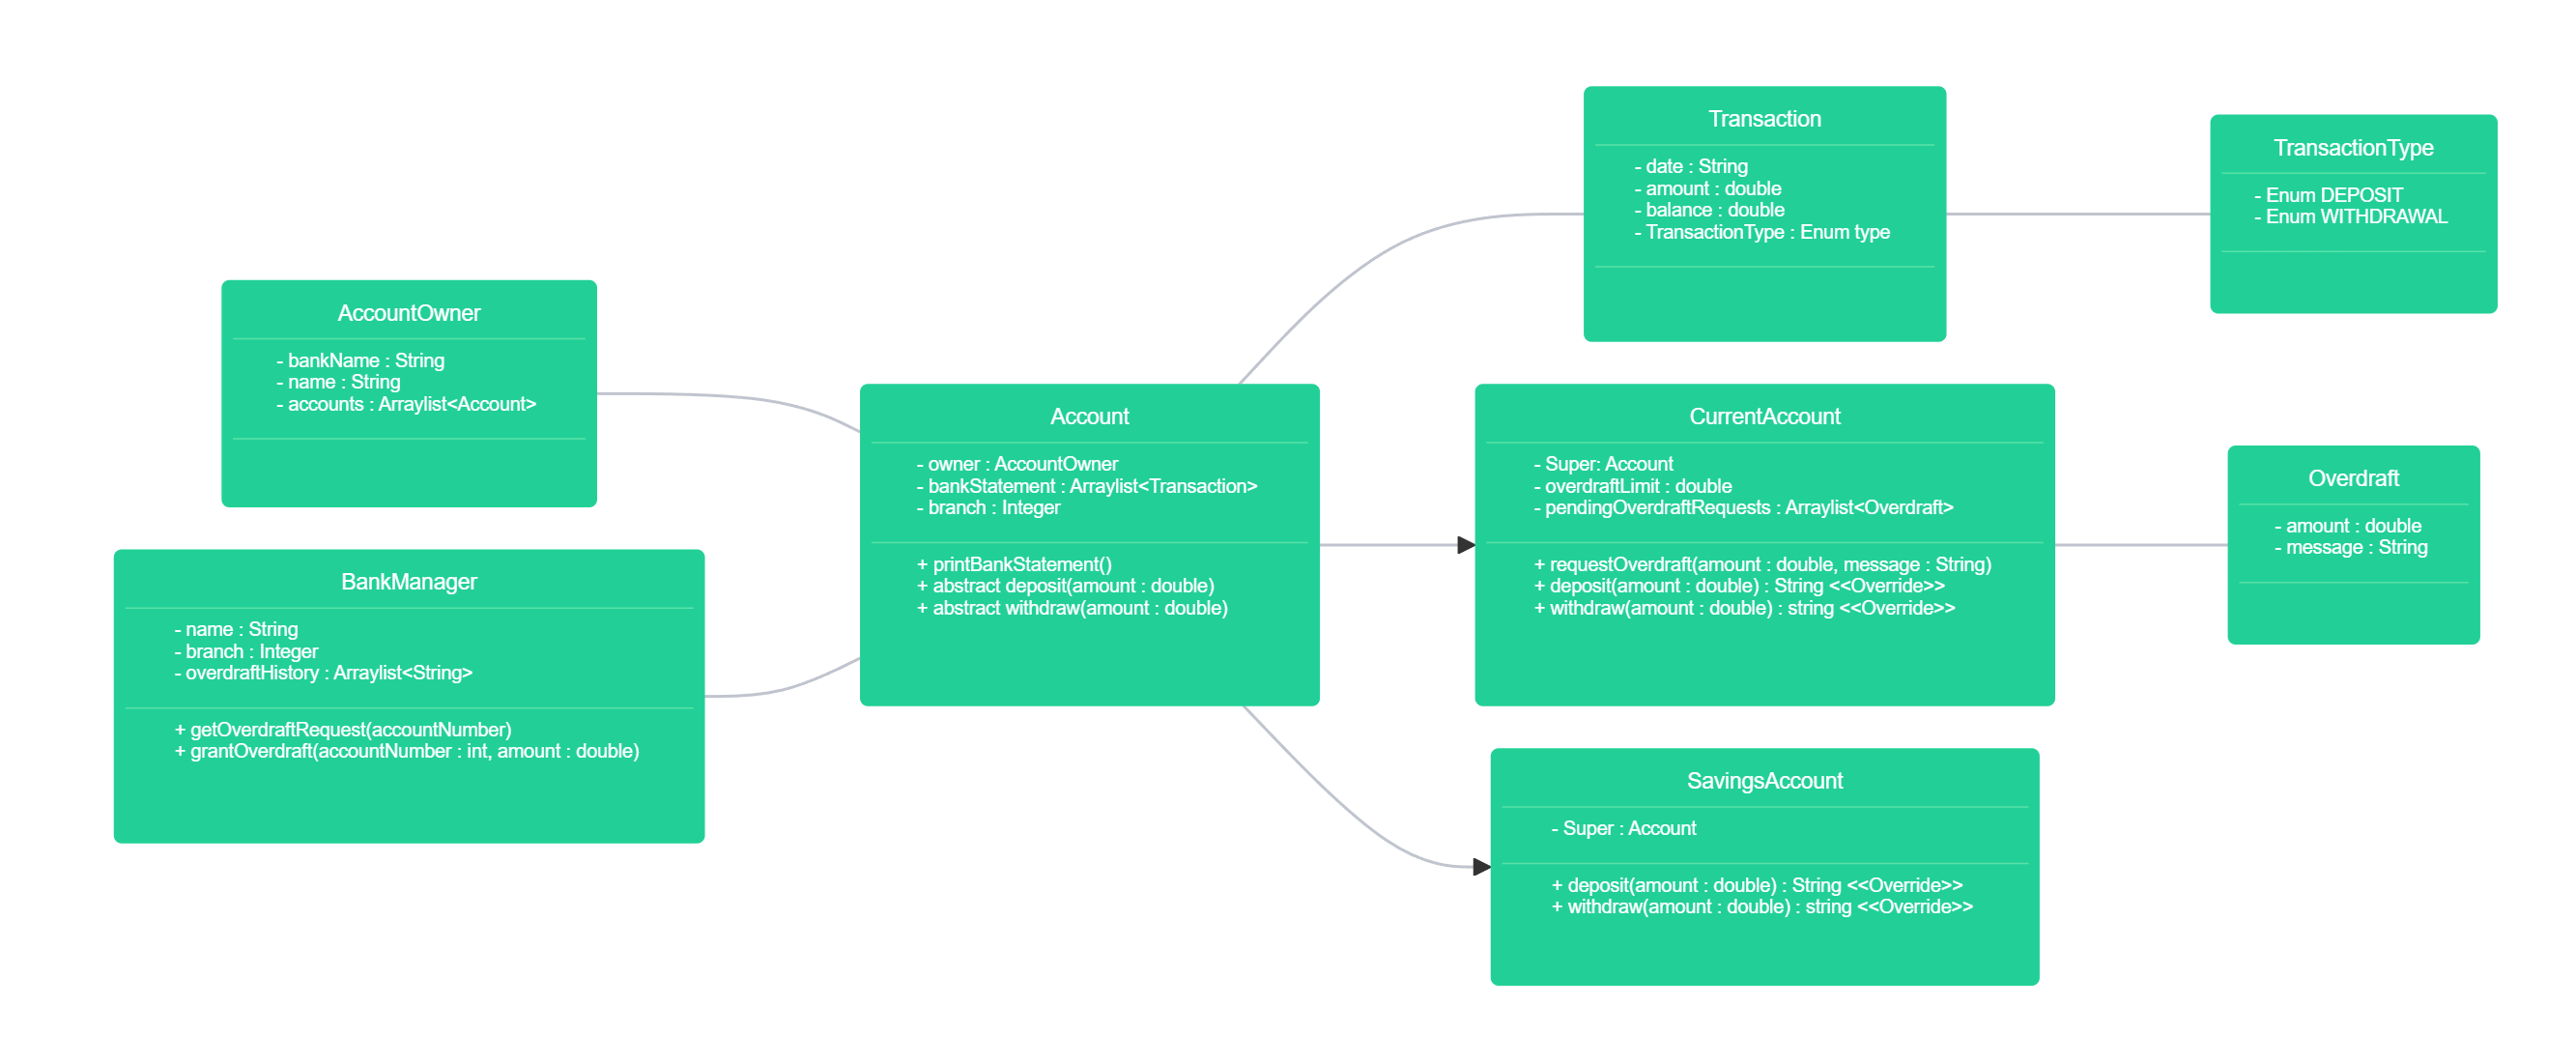 AccountOwner
- bankName : String
- name : String
- accounts : Arraylist<Account>
BankManager
- name : String
- branch : Integer
- overdraftHistory : Arraylist<String>
+ getOverdraftRequest(accountNumber)
+ grantOverdraft(accountNumber : int, amount : double)
Account
- owner : AccountOwner
- bankStatement : Arraylist<Transaction>
- branch : Integer
+ printBankStatement()
+ abstract deposit(amount : double)
+ abstract withdraw(amount : double)
Transaction
- date : String
- amount : double
- balance : double
- TransactionType : Enum type
TransactionType
- Enum DEPOSIT
- Enum WITHDRAWAL
CurrentAccount
- Super: Account
- overdraftLimit : double
- pendingOverdraftRequests : Arraylist<Overdraft>
+ requestOverdraft(amount : double, message : String)
+ deposit(amount : double) : String <<Override>>
+ withdraw(amount : double) : string <<Override>>
Overdraft
- amount : double
- message : String
SavingsAccount
- Super : Account
+ deposit(amount : double) : String <<Override>>
+ withdraw(amount : double) : string <<Override>>